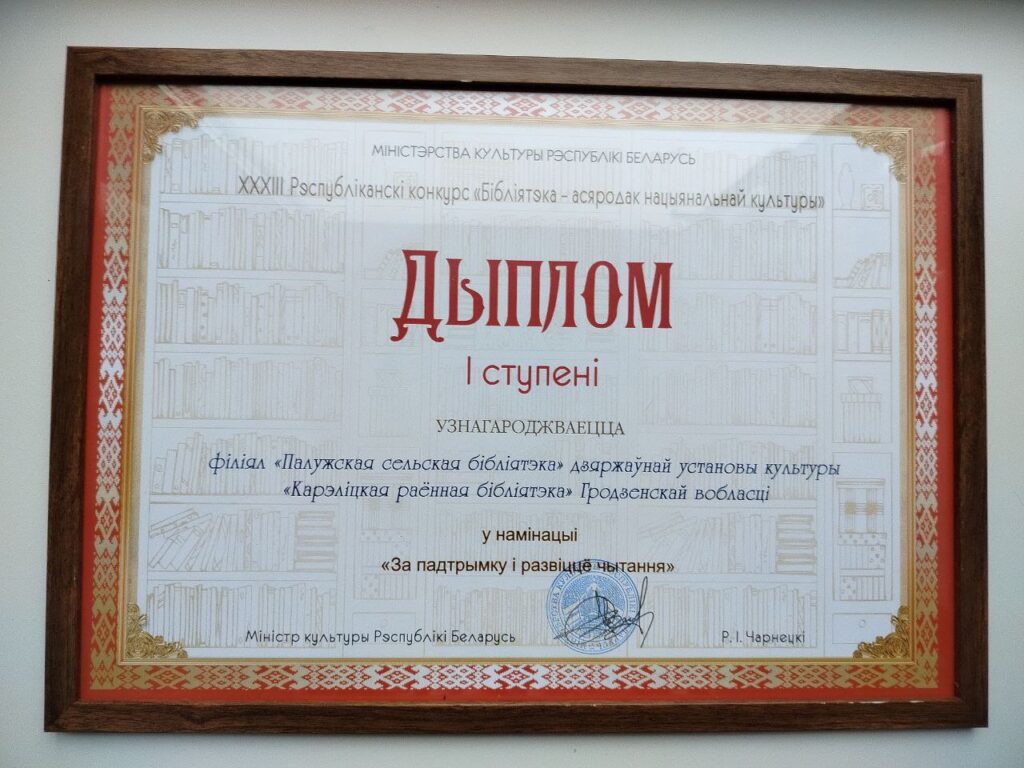 МІНІСТЭРСТВА КУЛЬТУРЫ РЭСПУБЛІКІ БЕЛАРУСЬ
XXXIII Рэспубліканскі конкурс «Бібліятэка – асяродак нацыянальнай культуры»
Дыплом
I ступені
УЗНАГАРОДЖВАЕЦЦА
філіял «Палужская сельская бібліятэка» дзяржаўнай установы культуры
«Карэліцкая раённая бібліятэка» Гродзенскай вобласці
у намінацыі
«За падтрымку і развіццё чытання»
Міністр культуры Рэспублікі Беларусь
Р. І. Чарнецкі